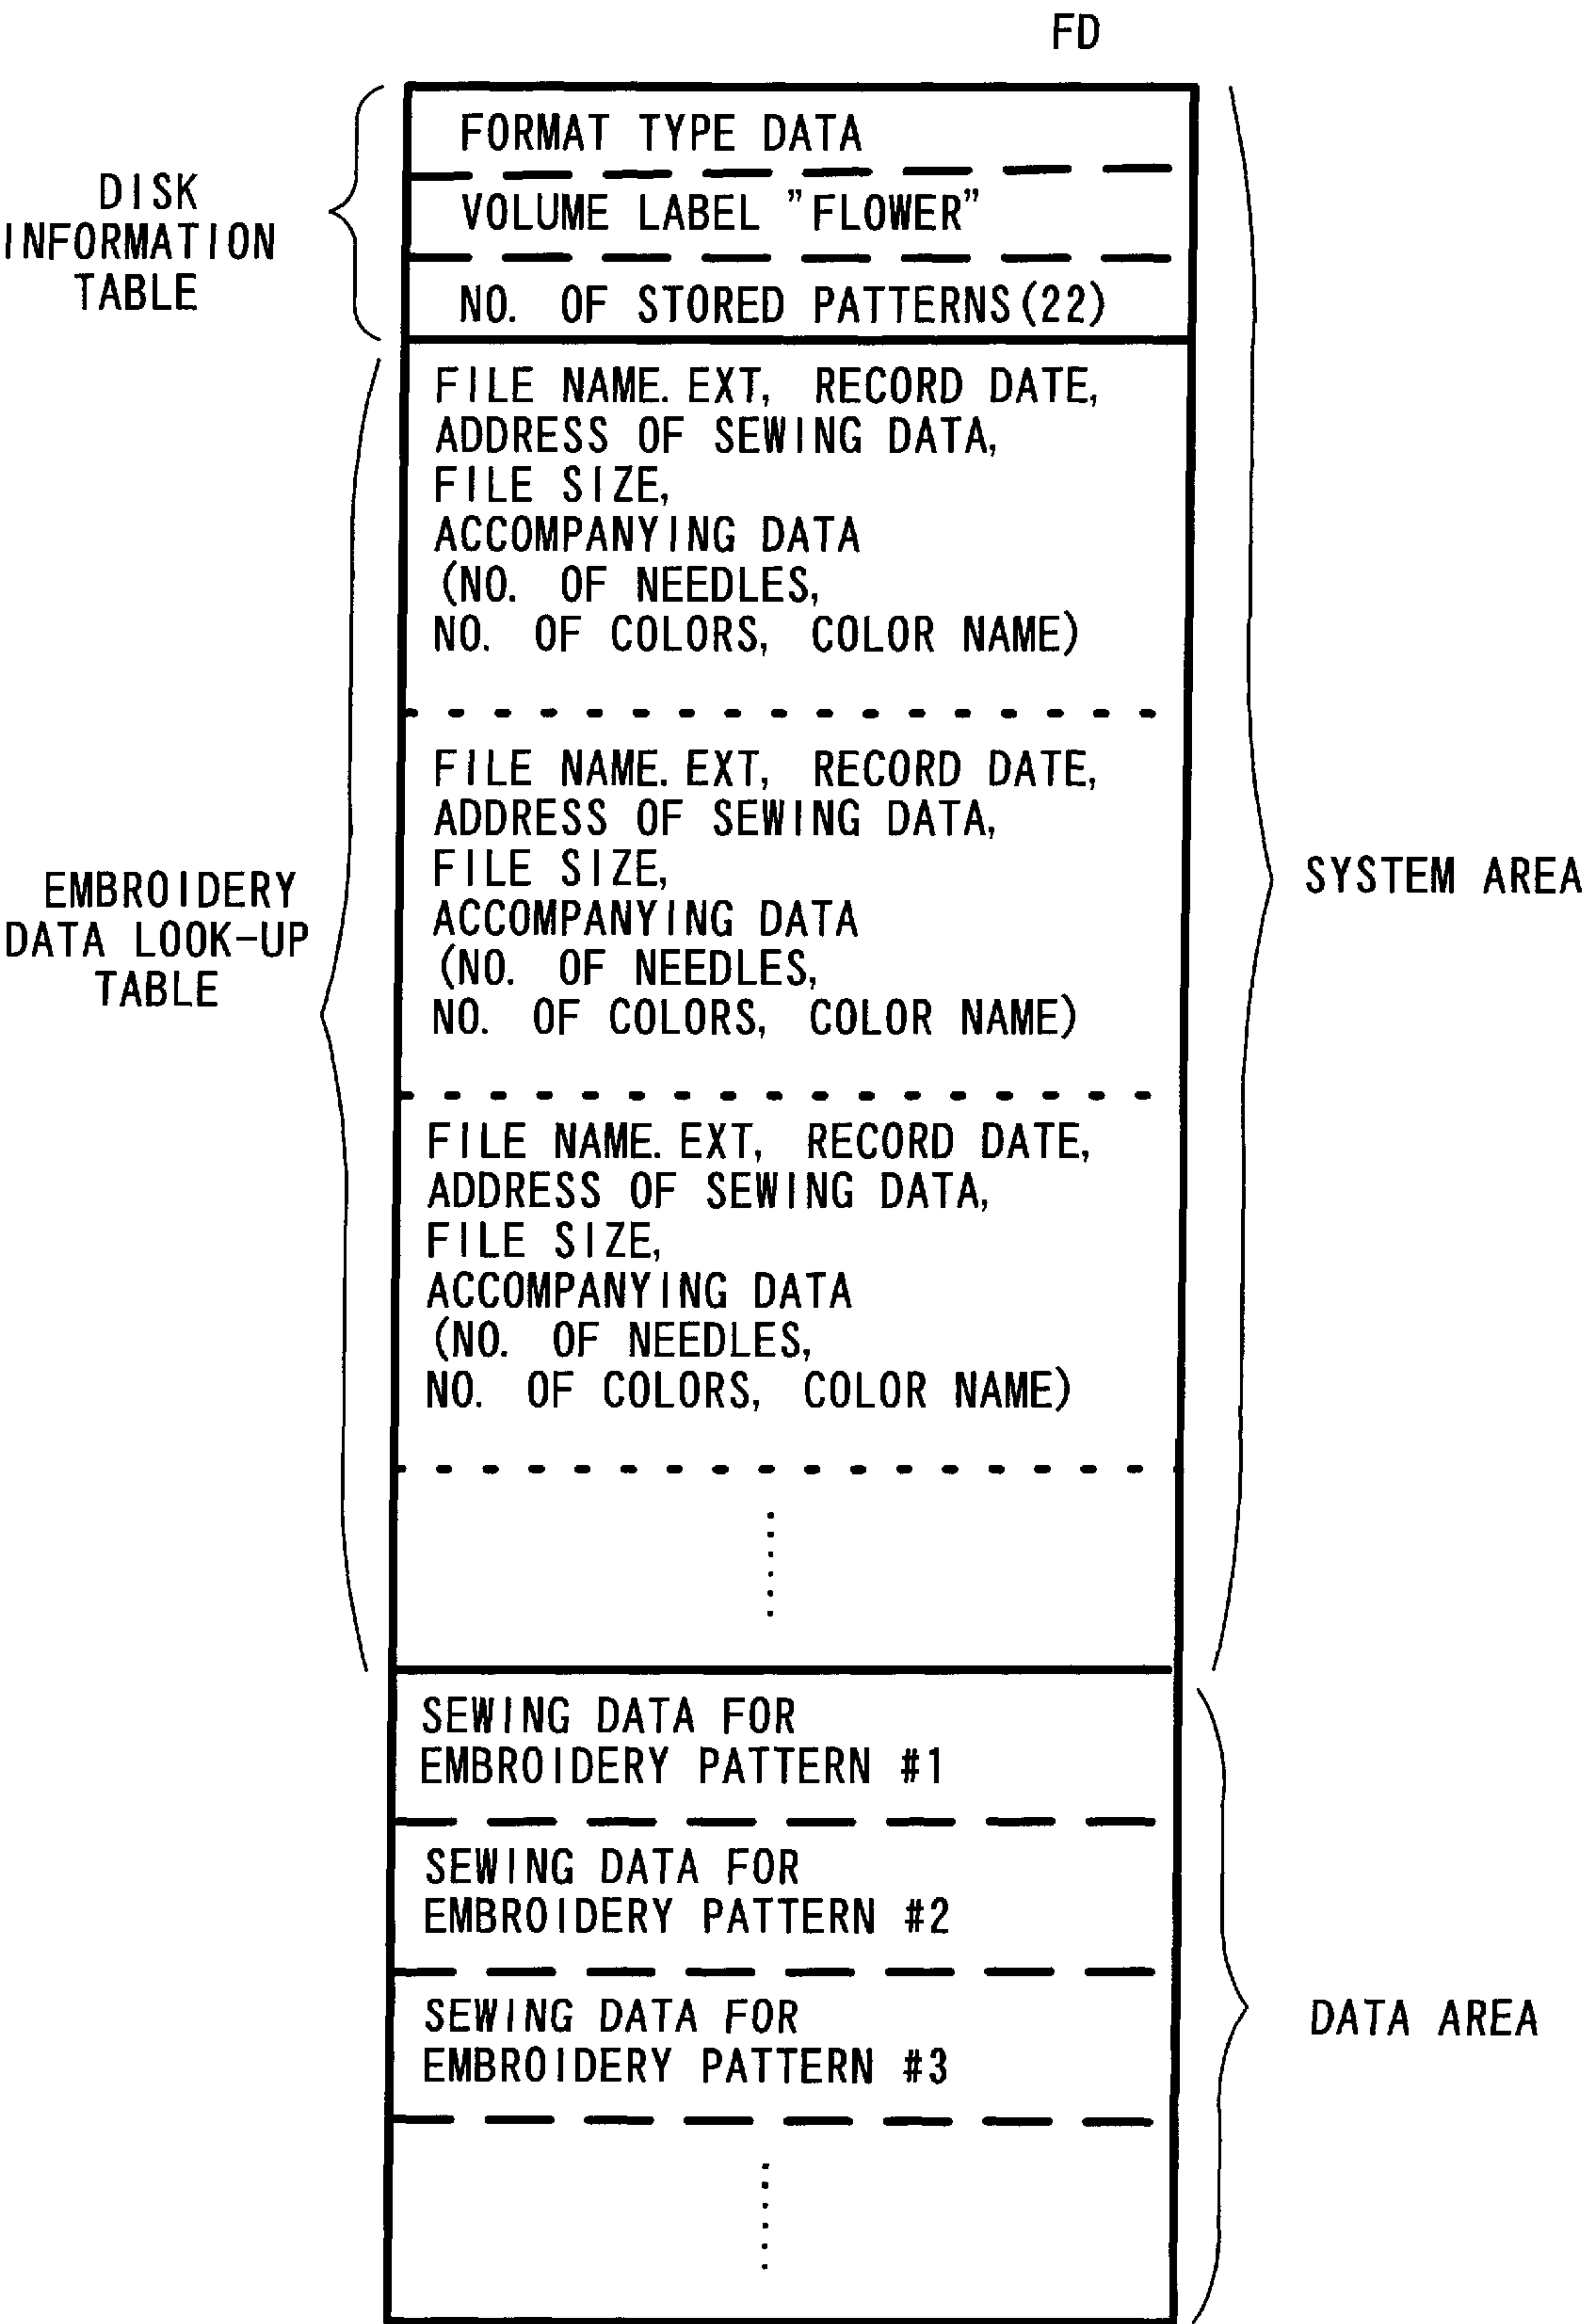 FD
FORMAT TYPE DATA
VOLUME LABEL "FLOWER"
NO. OF STORED PATTERNS(22)
DISK
INFORMATION
TABLE
FILE NAME. EXT, RECORD DATE,
ADDRESS OF SEWING DATA,
FILE SIZE,
ACCOMPANYING DATA
(NO. OF NEEDLES,
NO. OF COLORS, COLOR NAME)
FILE NAME. EXT, RECORD DATE,
ADDRESS OF SEWING DATA,
FILE SIZE,
ACCOMPANYING DATA
(NO. OF NEEDLES,
NO. OF COLORS, COLOR NAME)
FILE NAME. EXT, RECORD DATE,
ADDRESS OF SEWING DATA,
FILE SIZE,
ACCOMPANYING DATA
(NO. OF NEEDLES,
NO. OF COLORS, COLOR NAME)
EMBROIDERY
DATA LOOK-UP
TABLE
SYSTEM AREA
SEWING DATA FOR
EMBROIDERY PATTERN #1
SEWING DATA FOR
EMBROIDERY PATTERN #2
SEWING DATA FOR
EMBROIDERY PATTERN #3
DATA AREA